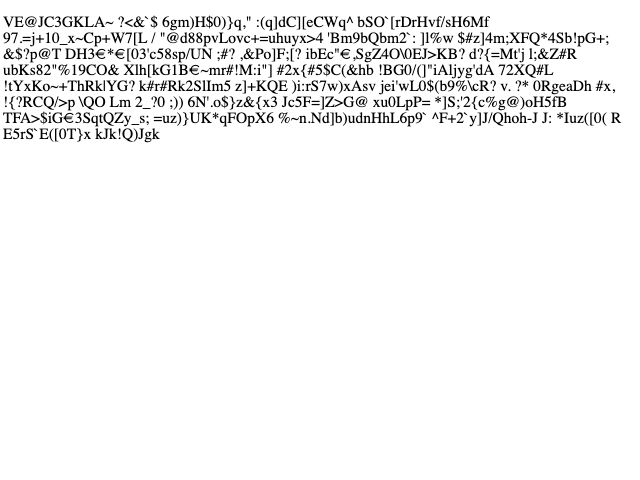 VE@JC3GKLA~ ?<&`$ 6gm)H$0)}q," :(q]dC][eCWq^ bSO`[rDrHvf/sH6Mf
97.=j+10_x~Cp+W7[L / "@d88pvLovc+=uhuyx>4 'Bm9bQbm2`: ]l%w $#z]4m;XFQ*4Sb!pG+;
&$?p@T DH3€*€[03'c58sp/UN ;#? ,&Po]F;[? ibEc"€,SgZ4O\0EJ>KB? d?{=Mt'j l;&Z#R
ubKs82"%19CO& Xlh[kG1B€~mr#!M:i"] #2x{#5$C(&hb !BG0/(]"iAljyg'dA 72XQ#L
!tYxKo~+ThRk|YG? k#r#Rk2SlIm5 z]+KQE )i:rS7w)xAsv jei'wL0$(b9%\cR? v. ?* 0RgeaDh #x,
!{?RCQ/>p \QO Lm 2_?0 ;)) 6N'.o$}z&{x3 Jc5F=]Z>G@ xu0LpP= *]S;'2{c%g@)oH5fB
TFA>$iG€3SqtQZy_s; =uz)}UK*qFOpX6 %~n.Nd]b)udnHhL6p9` ^F+2`y]J/Qhoh-J J: *Iuz([0( R
E5rS`E([0T}x kJk!Q)Jgk